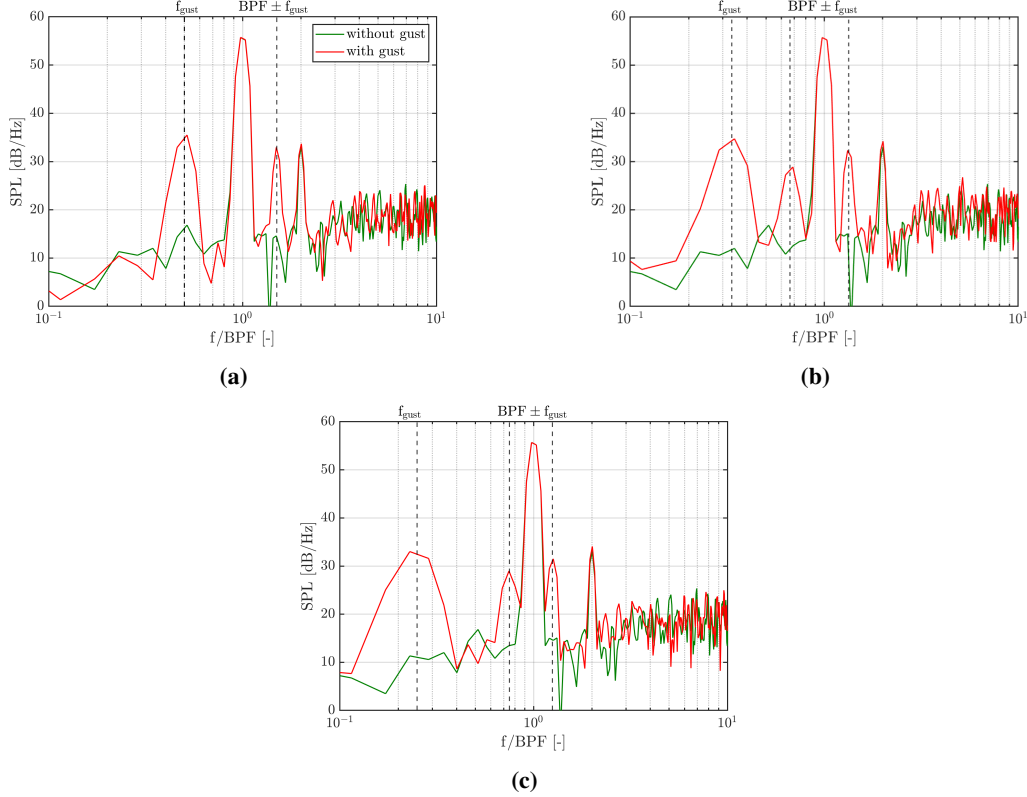 f_gust BPF ± f_gust
60
50
40
30
20
10
0
SPL [dB/Hz]
without gust
with gust
10^-1 10^0 10^1
f/BPF [-]
(a)
f_gust BPF ± f_gust
60
50
40
30
20
10
0
SPL [dB/Hz]
10^-1 10^0 10^1
f/BPF [-]
(b)
f_gust BPF ± f_gust
60
50
40
30
20
10
0
SPL [dB/Hz]
10^-1 10^0 10^1
f/BPF [-]
(c)